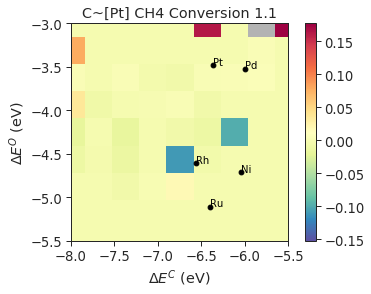 C~[Pt] CH4 Conversion 1.1
−3.0
−3.5
−4.0
−4.5
−5.0
−5.5
ΔE^O (eV)
Pt
Pd
Rh
Ni
Ru
−8.0 −7.5 −7.0 −6.5 −6.0 −5.5
ΔE^C (eV)
0.15
0.10
0.05
0.00
−0.05
−0.10
−0.15